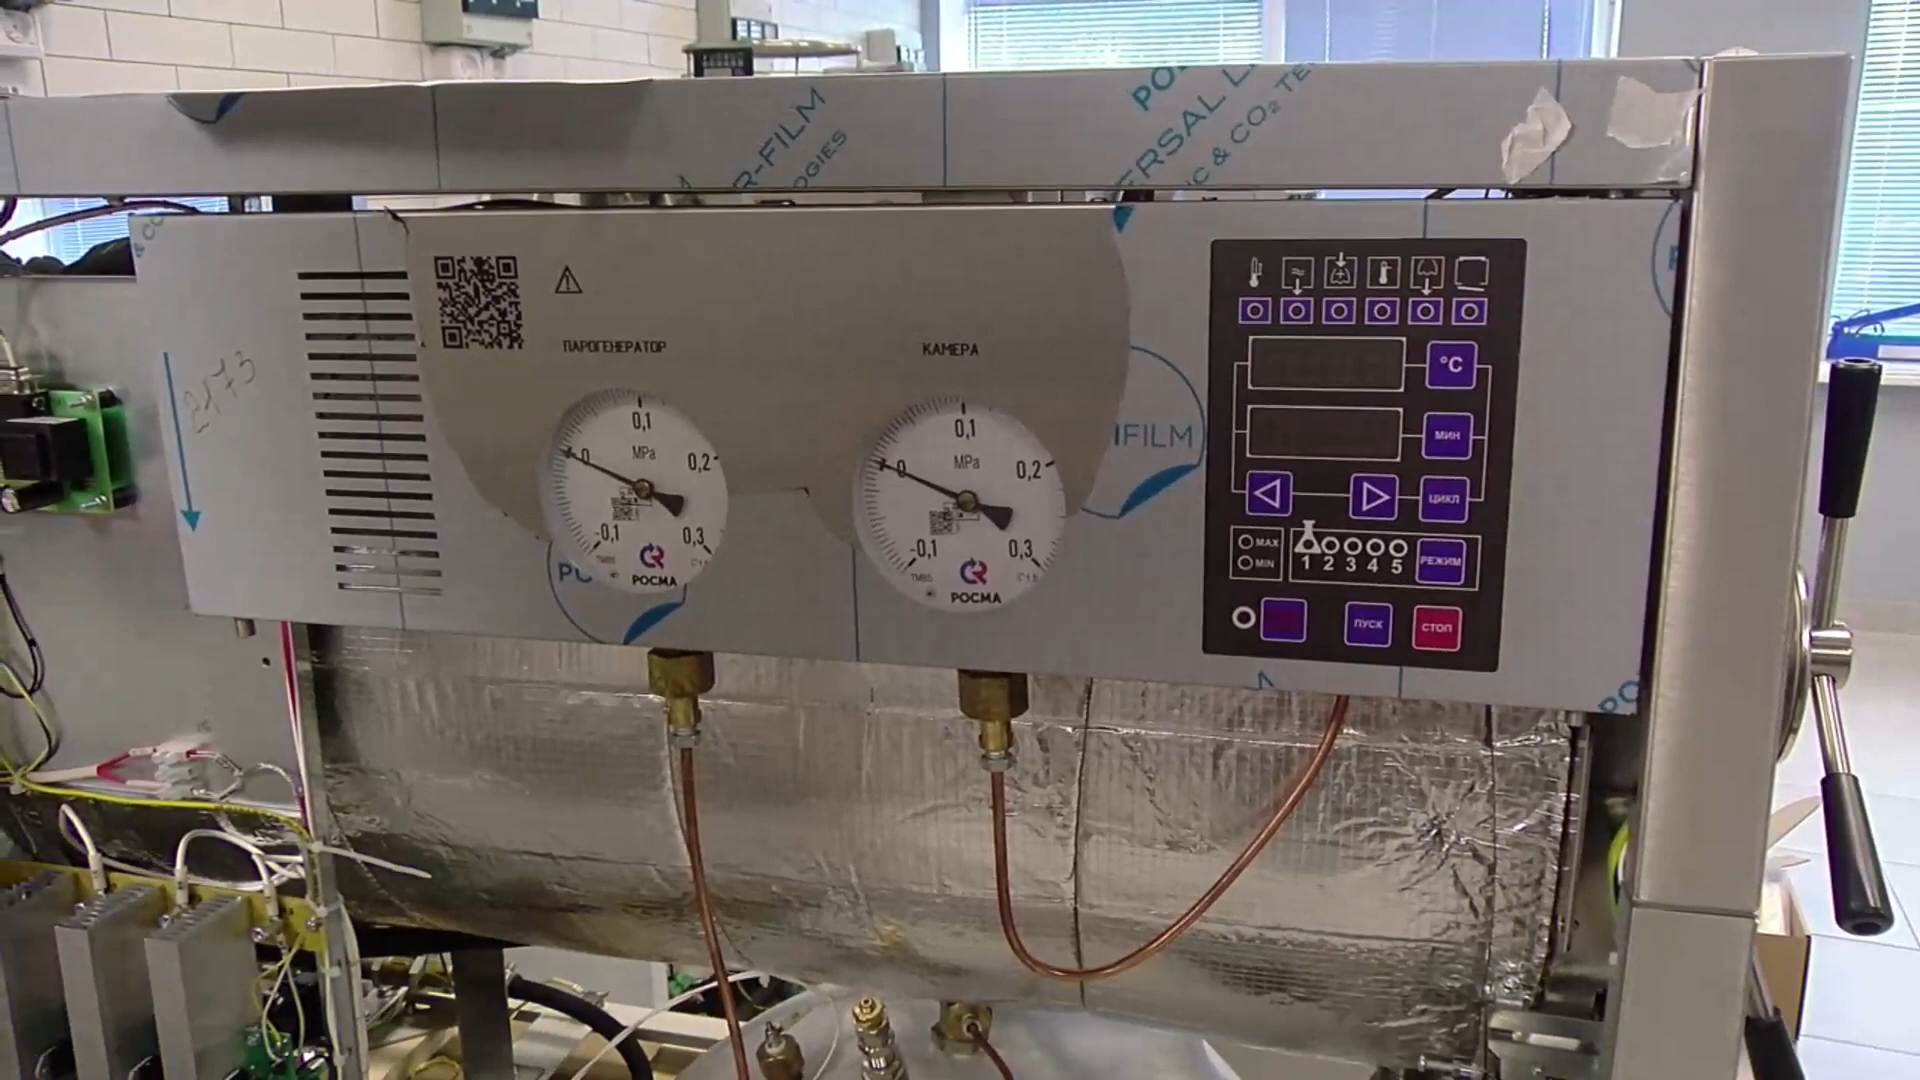 R-FILM
OGIES
ERSAL
& CO₂ TE
2173
ПАРОГЕНЕРАТОР
КАМЕРА
0,1
MPa
0
0,2
-0,1
0,3
РОСМА
0,1
MPa
0
0,2
-0,1
0,3
РОСМА
IFILM
°C
МИН
ЦИКЛ
MAX
MIN
1 2 3 4 5
РЕЖИМ
ПУСК
СТОП